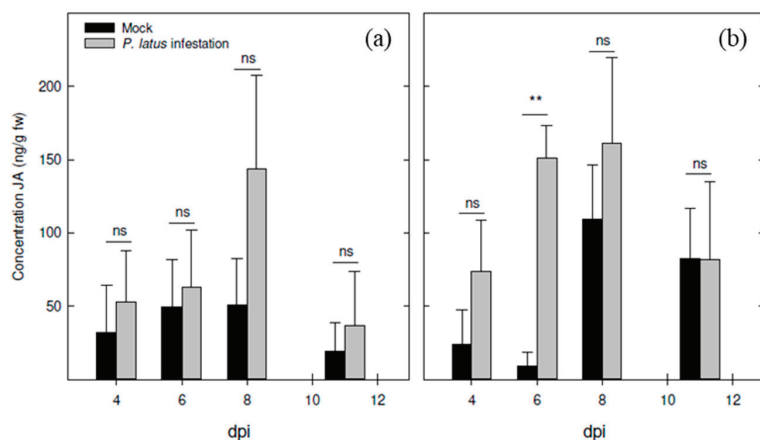 Mock
P. latus infestation
(a)
(b)
Concentration JA (ng/g fw)
200
150
100
50
ns
ns
ns
ns
ns
**
ns
ns
4
6
8
10
12
4
6
8
10
12
dpi
dpi